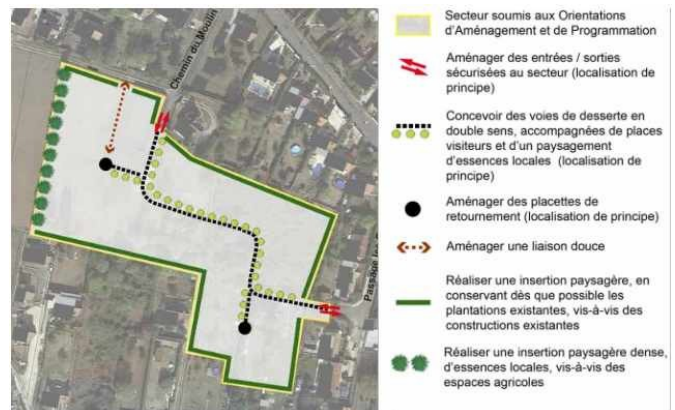 Chemin du Moulin
Passage les
Secteur soumis aux Orientations
d'Aménagement et de Programmation
Aménager des entrées / sorties
sécurisées au secteur (localisation de
principe)
Concevoir des voies de desserte en
double sens, accompagnées de places
visiteurs et d'un paysagement
d'essences locales (localisation de
principe)
Aménager des placettes de
retournement (localisation de principe)
Aménager une liaison douce
Réaliser une insertion paysagère, en
conservant dès que possible les
plantations existantes, vis-à-vis des
constructions existantes
Réaliser une insertion paysagère dense,
d'essences locales, vis-à-vis des
espaces agricoles